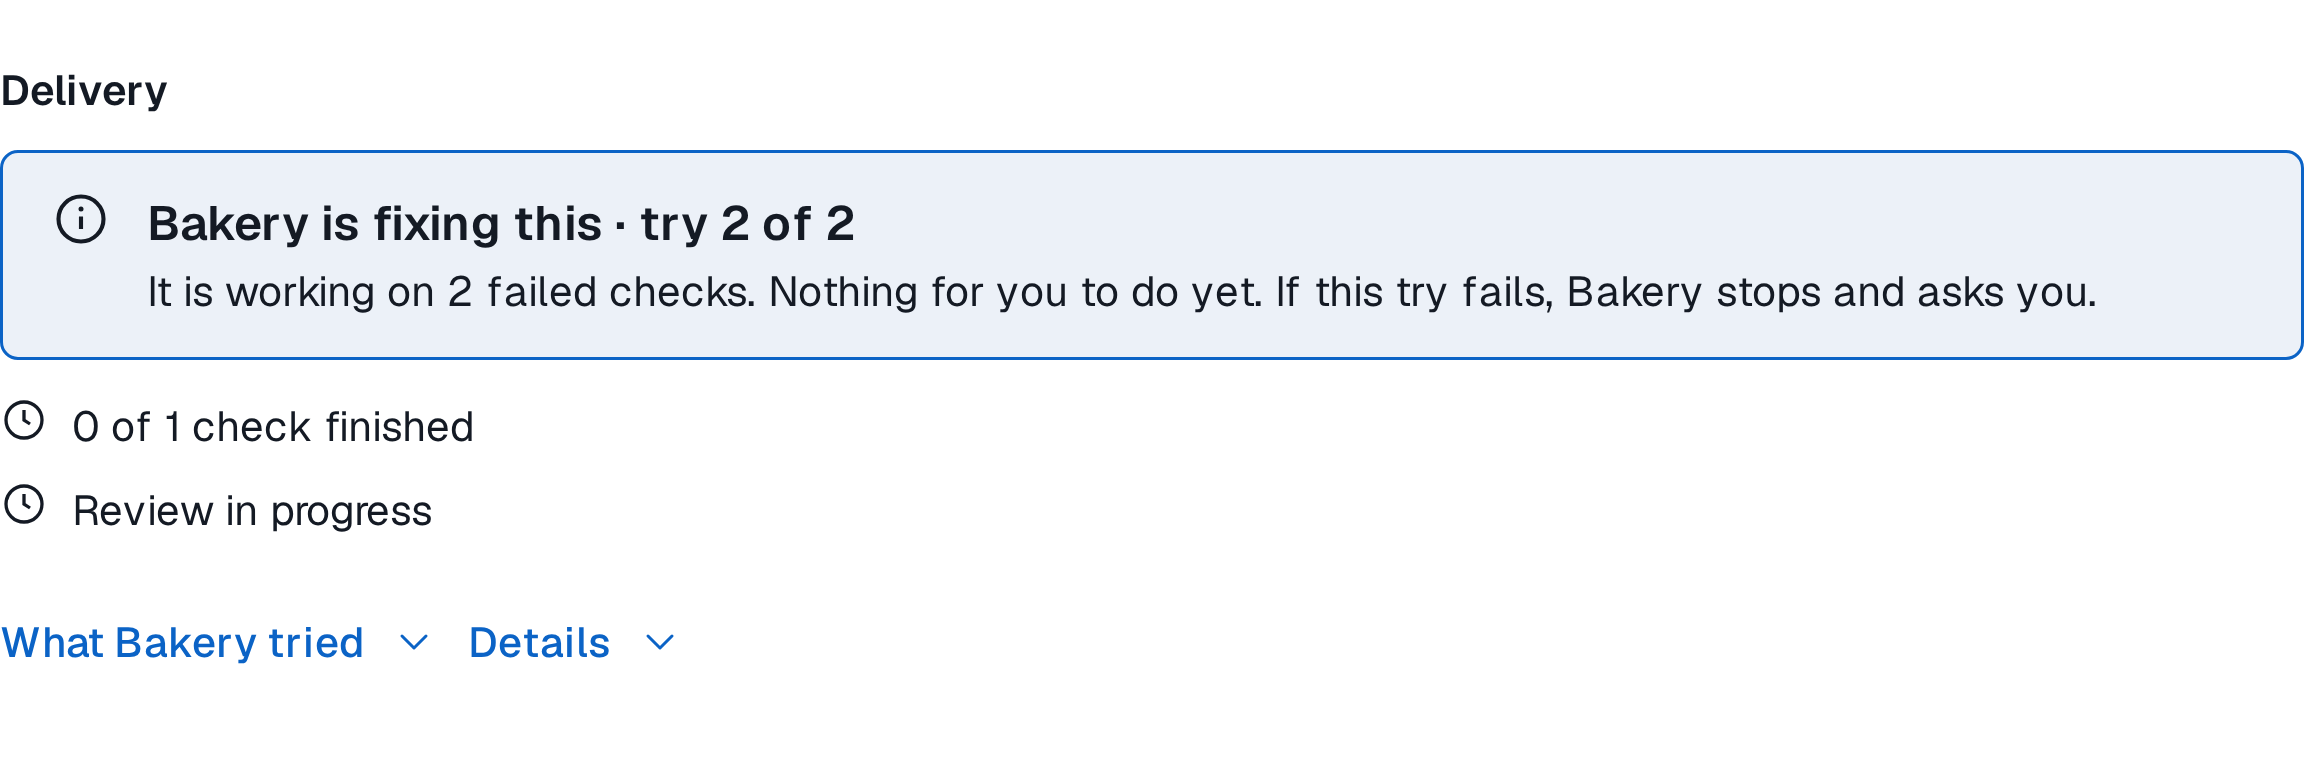 Delivery
Bakery is fixing this · try 2 of 2
It is working on 2 failed checks. Nothing for you to do yet. If this try fails, Bakery stops and asks you.
0 of 1 check finished
Review in progress
What Bakery tried Details